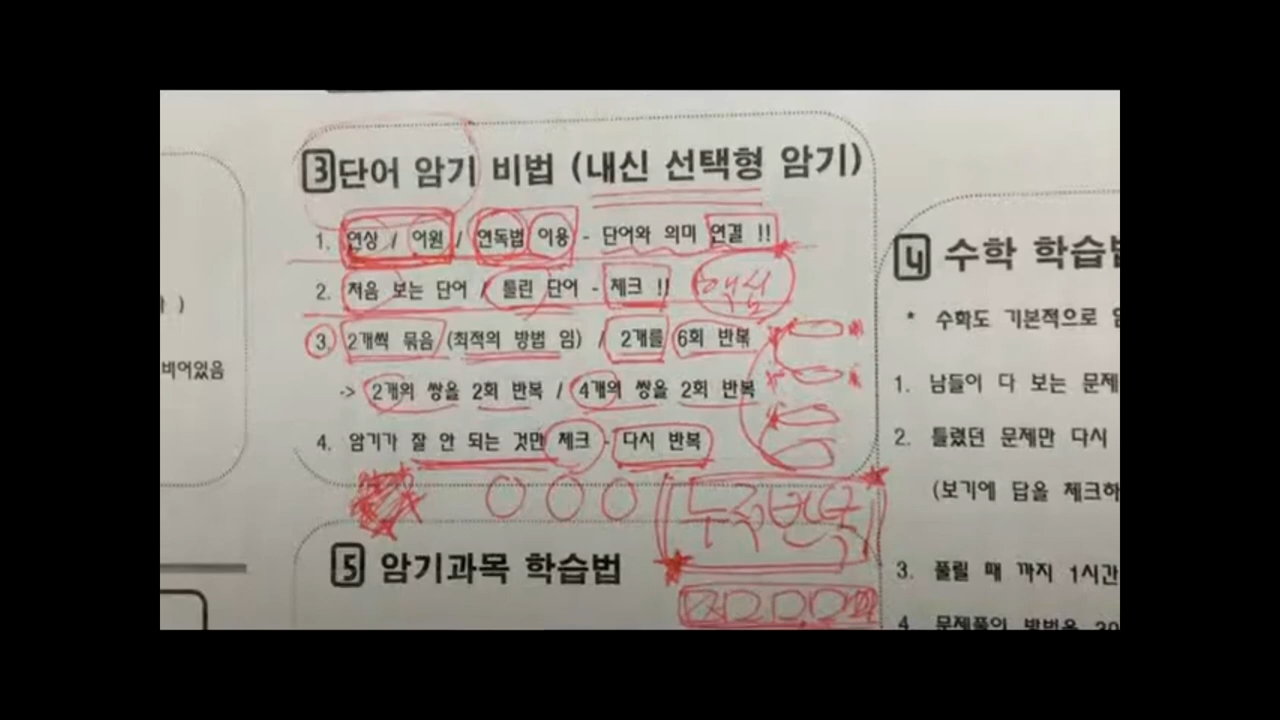 3 단어 암기 비법 (내신 선택형 암기)
1. 연상 / 어원 / 연독법 이용 - 단어와 의미 연결 !!
2. 처음 보는 단어 / 틀린 단어 - 체크 !! 핵심
3. 2개씩 묶음 (최적의 방법 임) / 2개를 6회 반복
-> 2개의 쌍을 2회 반복 / 4개의 쌍을 2회 반복
4. 암기가 잘 안 되는 것만 체크 - 다시 반복
누적반복
5 암기과목 학습법
)
비어있음
4 수학 학습법
* 수학도 기본적으로
1. 남들이 다 보는 문제
2. 틀렸던 문제만 다시
(보기에 답을 체크하
3. 풀릴 때 까지 1시간
4. 문제풀이 방법을